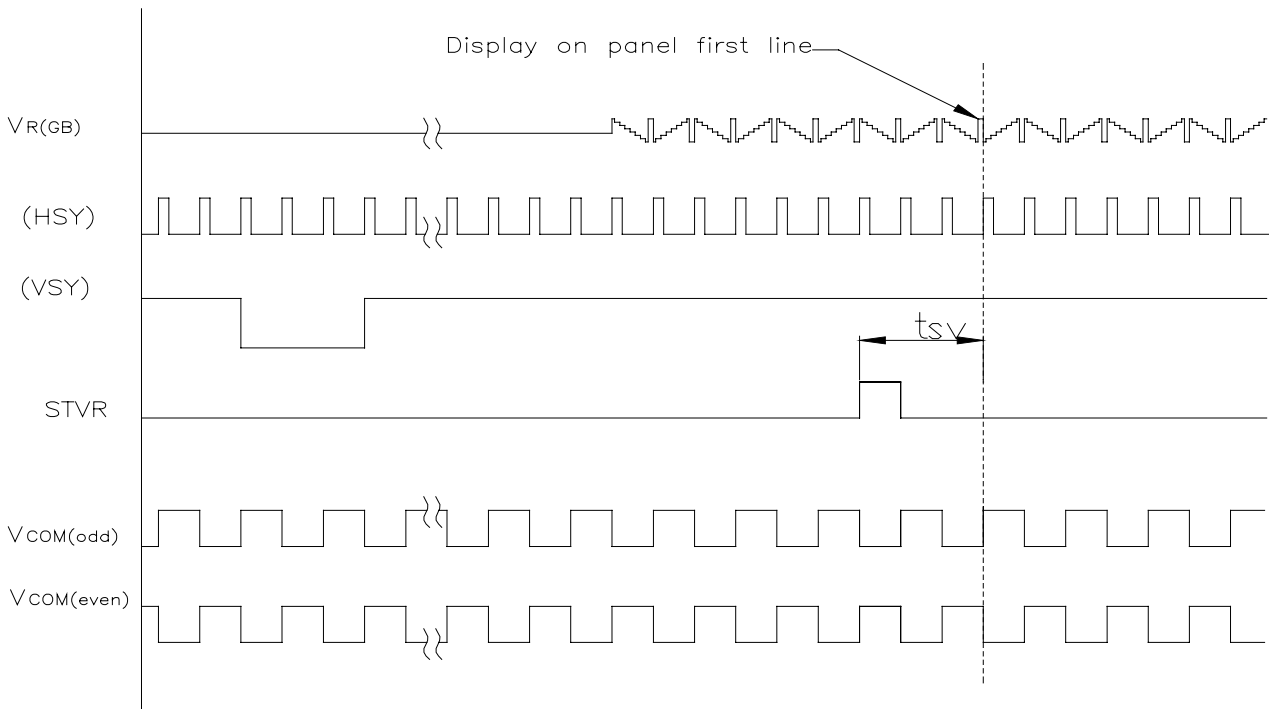 Display on panel first line
VR(GB)
(HSY)
(VSY)
tsv
STVR
VCOM(odd)
VCOM(even)